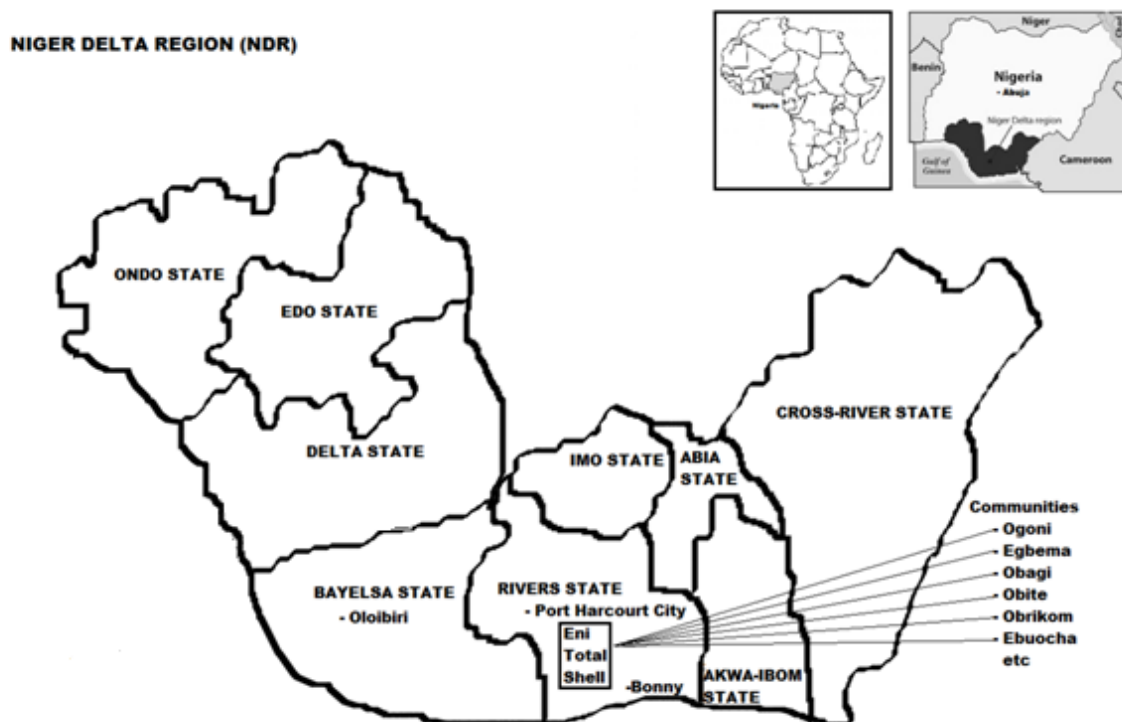 NIGER DELTA REGION (NDR)
Nigeria
Niger
Benin
Nigeria
- Abuja
Niger Delta region
Gulf of
Guinea
Cameroon
ONDO STATE
EDO STATE
DELTA STATE
IMO STATE
ABIA
STATE
CROSS-RIVER STATE
BAYELSA STATE
- Oloibiri
RIVERS STATE
- Port Harcourt City
Eni
Total
Shell
-Bonny
AKWA-IBOM
STATE
Communities
- Ogoni
- Egbema
- Obagi
- Obite
- Obrikom
- Ebuocha
etc